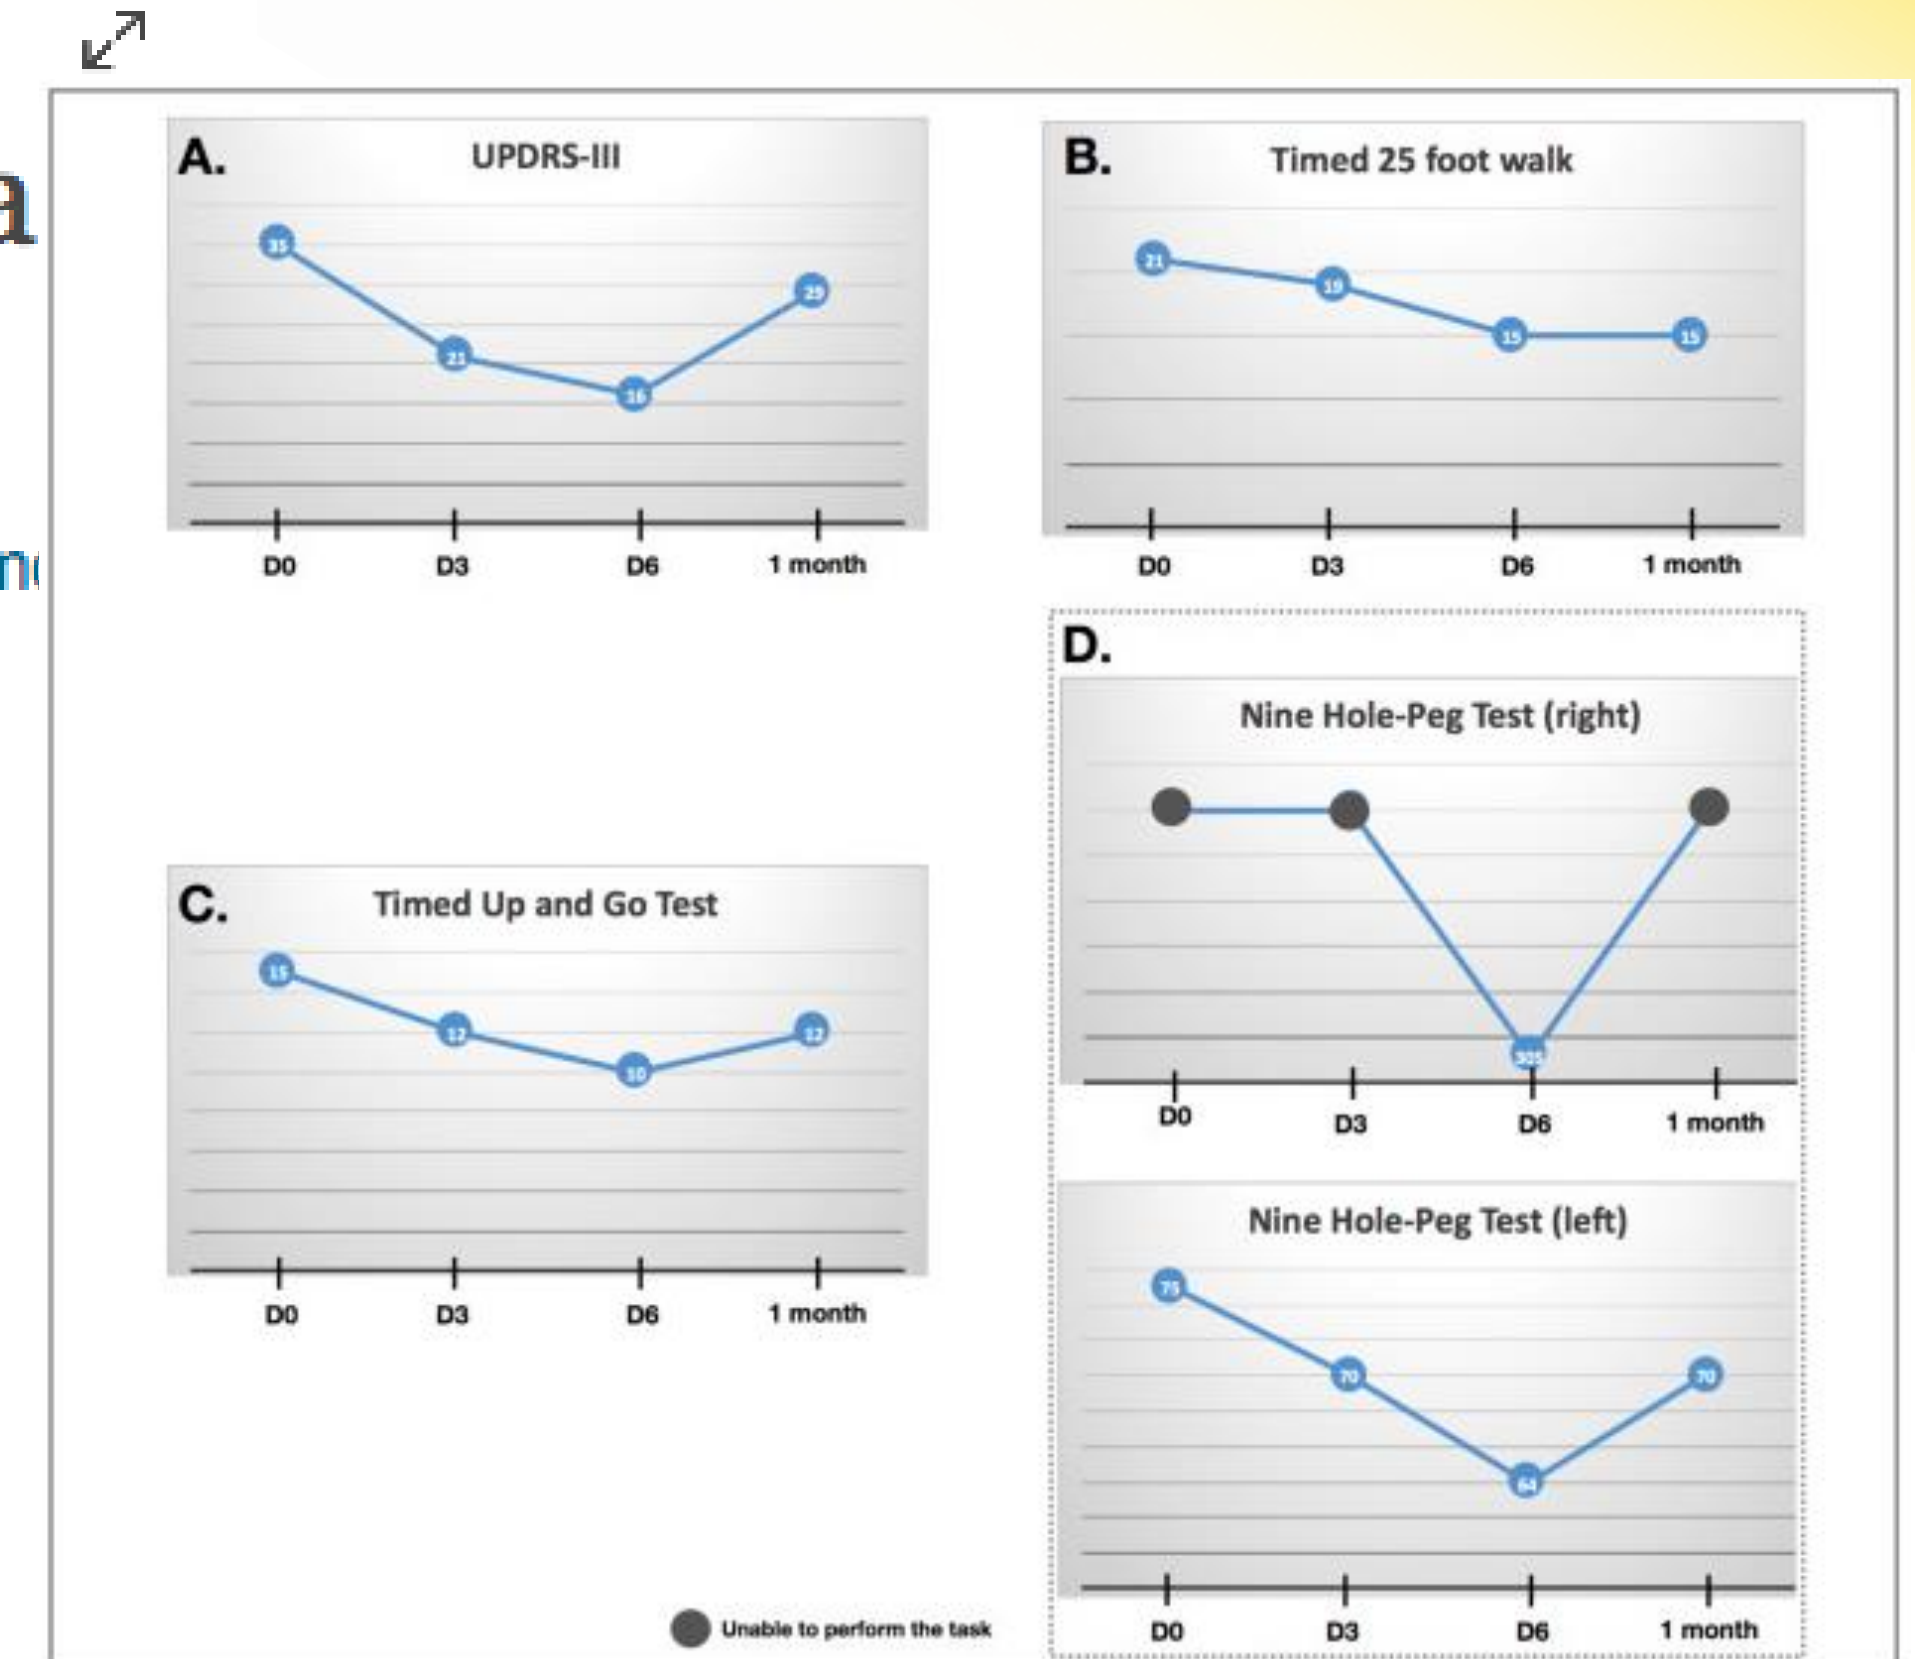 a
A.
UPDRS-III
35
21
16
29
D0 D3 D6 1 month
B.
Timed 25 foot walk
21
19
15
15
D0 D3 D6 1 month
C.
Timed Up and Go Test
15
12
10
12
D0 D3 D6 1 month
D.
Nine Hole-Peg Test (right)
305
D0 D3 D6 1 month
Nine Hole-Peg Test (left)
75
70
64
70
D0 D3 D6 1 month
Unable to perform the task